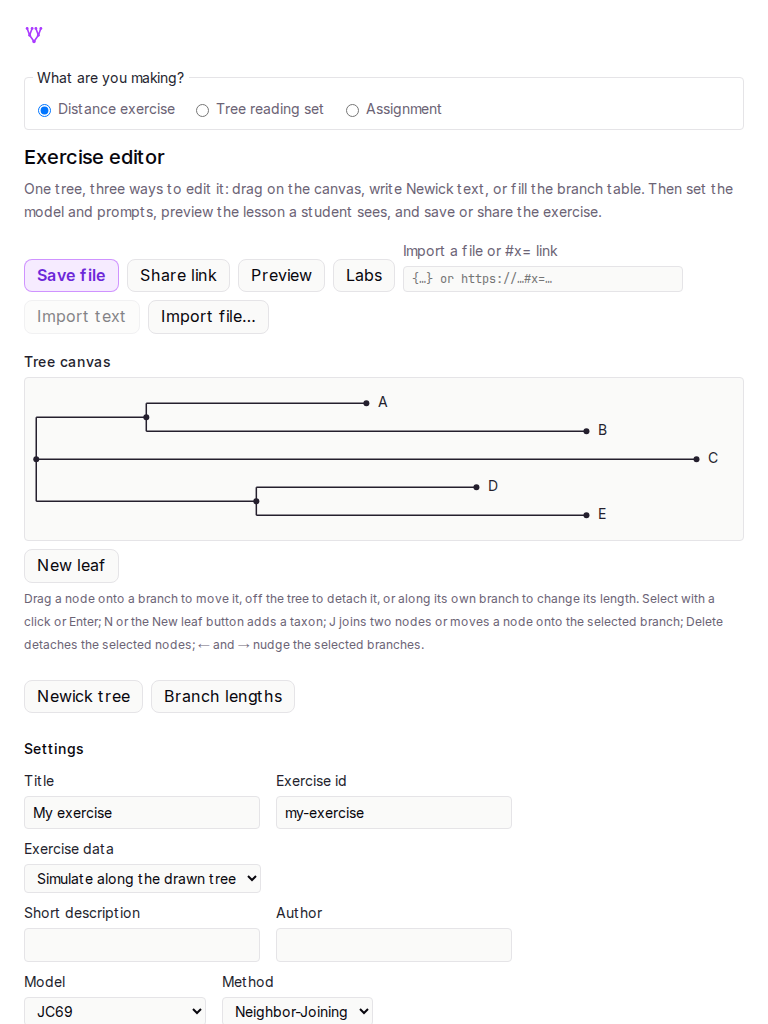 What are you making?
Distance exercise
Tree reading set
Assignment
Exercise editor
One tree, three ways to edit it: drag on the canvas, write Newick text, or fill the branch table. Then set the
model and prompts, preview the lesson a student sees, and save or share the exercise.
Import a file or #x= link
Save file
Share link
Preview
Labs
{…} or https://…#x=…
Import text
Import file…
Tree canvas
A
B
C
D
E
New leaf
Drag a node onto a branch to move it, off the tree to detach it, or along its own branch to change its length. Select with a
click or Enter; N or the New leaf button adds a taxon; J joins two nodes or moves a node onto the selected branch; Delete
detaches the selected nodes; ← and → nudge the selected branches.
Newick tree
Branch lengths
Settings
Title
Exercise id
My exercise
my-exercise
Exercise data
Simulate along the drawn tree
Short description
Author
Model
Method
JC69
Neighbor-Joining